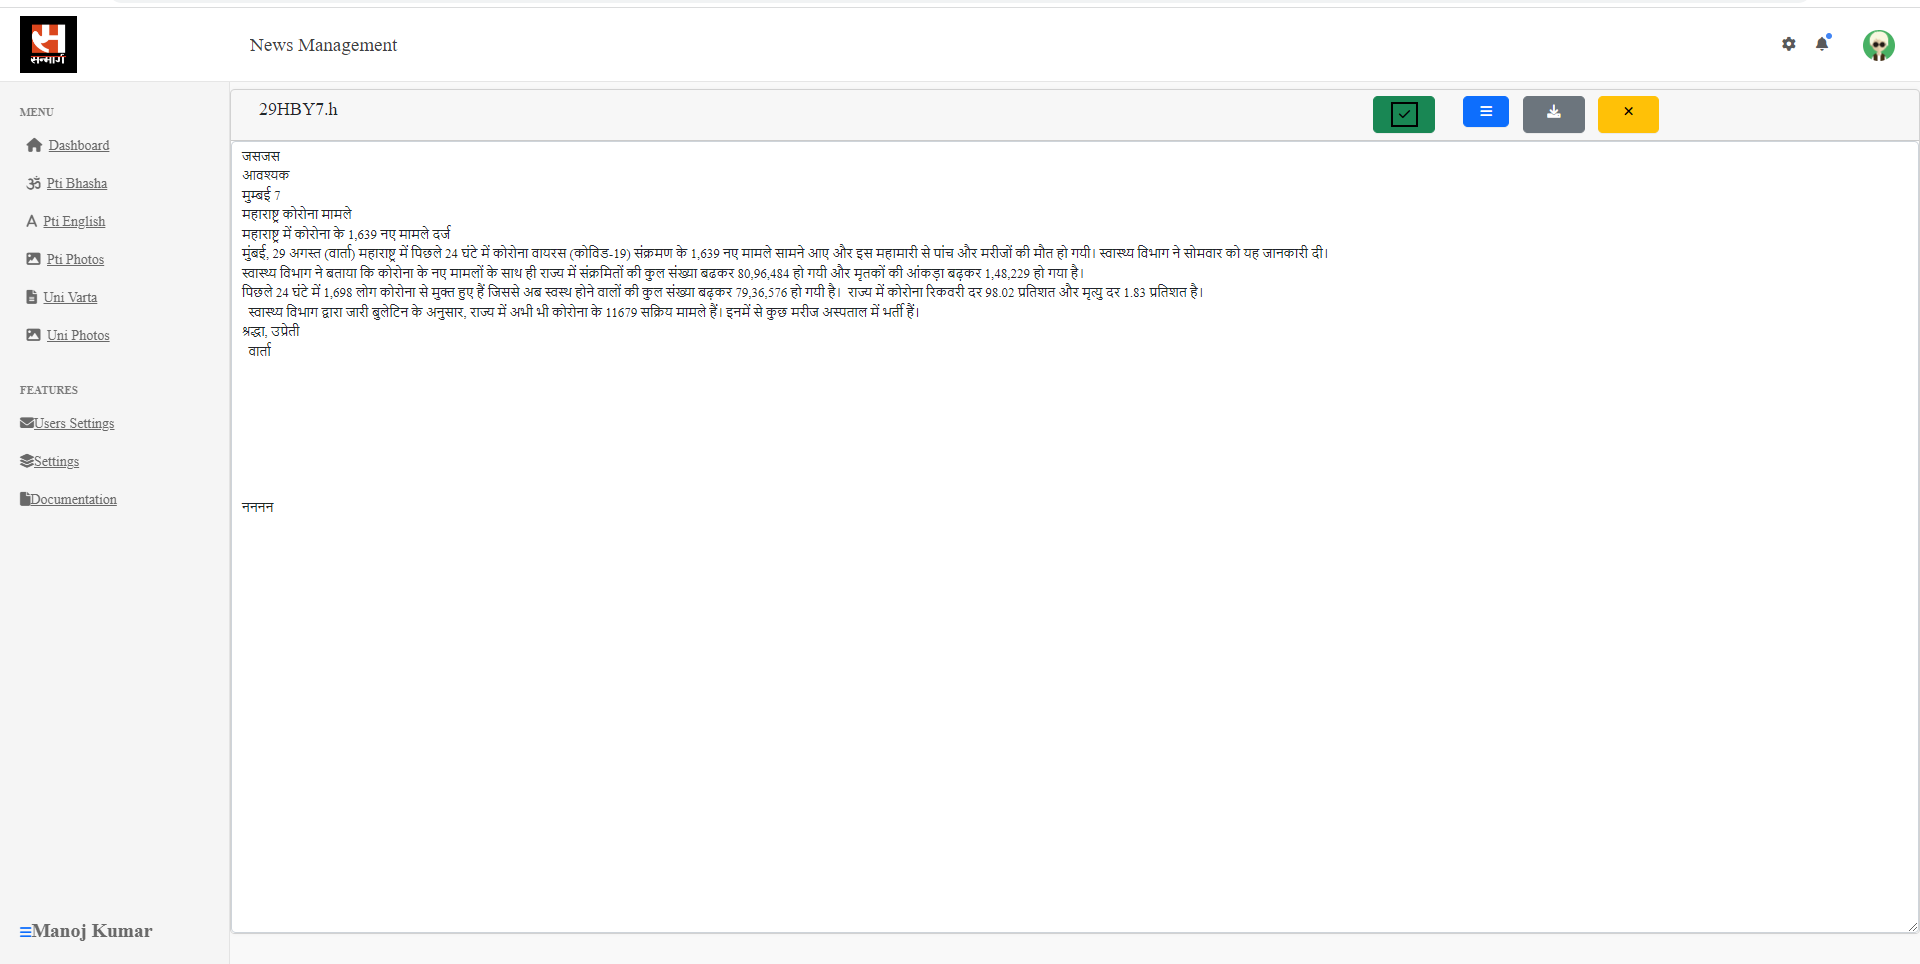 सन्मार्ग
News Management
MENU
Dashboard
Pti Bhasha
Pti English
Pti Photos
Uni Varta
Uni Photos
FEATURES
Users Settings
Settings
Documentation
Manoj Kumar
29HBY7.h
जसजस
आवश्यक
मुम्बई 7
महाराष्ट्र कोरोना मामले
महाराष्ट्र में कोरोना के 1,639 नए मामले दर्ज
मुंबई, 29 अगस्त (वार्ता) महाराष्ट्र में पिछले 24 घंटे में कोरोना वायरस (कोविड-19) संक्रमण के 1,639 नए मामले सामने आए और इस महामारी से पांच और मरीजों की मौत हो गयी। स्वास्थ्य विभाग ने सोमवार को यह जानकारी दी।
स्वास्थ्य विभाग ने बताया कि कोरोना के नए मामलों के साथ ही राज्य में संक्रमितों की कुल संख्या बढकर 80,96,484 हो गयी और मृतकों की आंकड़ा बढ़कर 1,48,229 हो गया है।
पिछले 24 घंटे में 1,698 लोग कोरोना से मुक्त हुए हैं जिससे अब स्वस्थ होने वालों की कुल संख्या बढ़कर 79,36,576 हो गयी है। राज्य में कोरोना रिकवरी दर 98.02 प्रतिशत और मृत्यु दर 1.83 प्रतिशत है।
स्वास्थ्य विभाग द्वारा जारी बुलेटिन के अनुसार, राज्य में अभी भी कोरोना के 11679 सक्रिय मामले हैं। इनमें से कुछ मरीज अस्पताल में भर्ती हैं।
श्रद्धा, उप्रेती
वार्ता
नननन